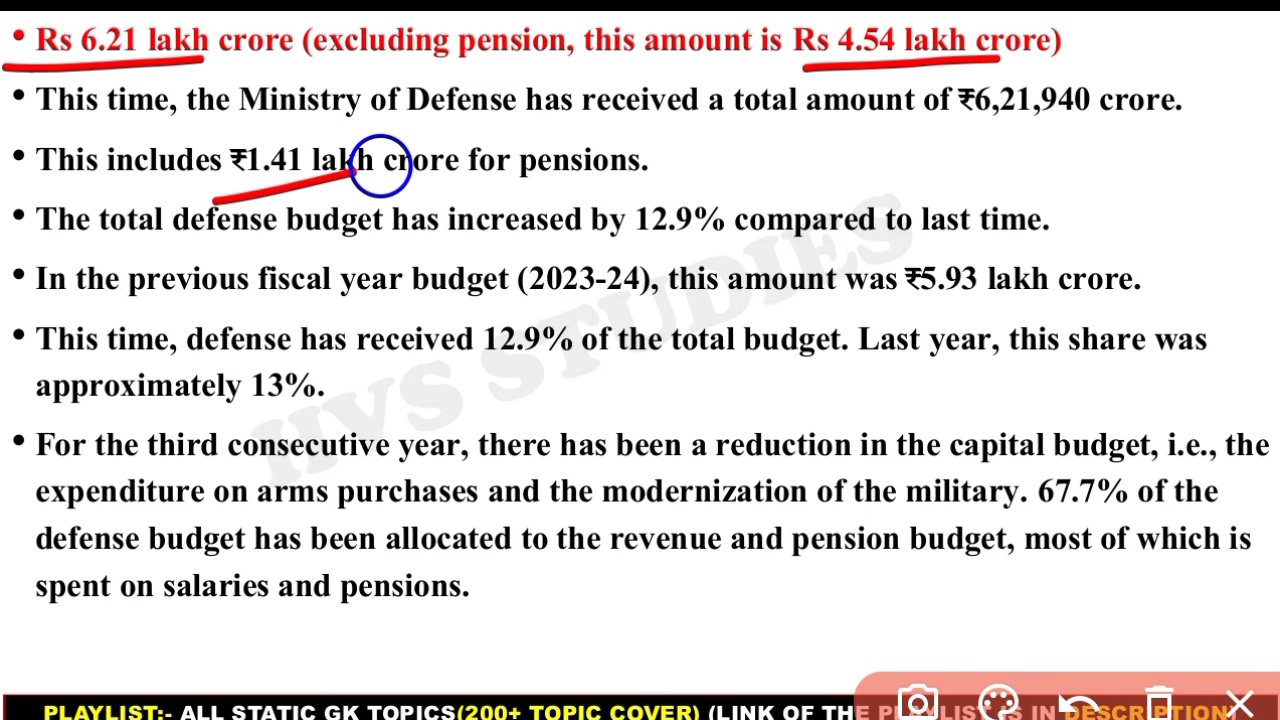 • Rs 6.21 lakh crore (excluding pension, this amount is Rs 4.54 lakh crore)
• This time, the Ministry of Defense has received a total amount of ₹6,21,940 crore.
• This includes ₹1.41 lakh crore for pensions.
• The total defense budget has increased by 12.9% compared to last time.
• In the previous fiscal year budget (2023-24), this amount was ₹5.93 lakh crore.
• This time, defense has received 12.9% of the total budget. Last year, this share was
approximately 13%.
• For the third consecutive year, there has been a reduction in the capital budget, i.e., the
expenditure on arms purchases and the modernization of the military. 67.7% of the
defense budget has been allocated to the revenue and pension budget, most of which is
spent on salaries and pensions.
STUDIES
PLAYLIST:- ALL STATIC GK TOPICS(200+ TOPIC COVER) (LINK OF THE PLAYLIST IS IN DESCRIPTION)